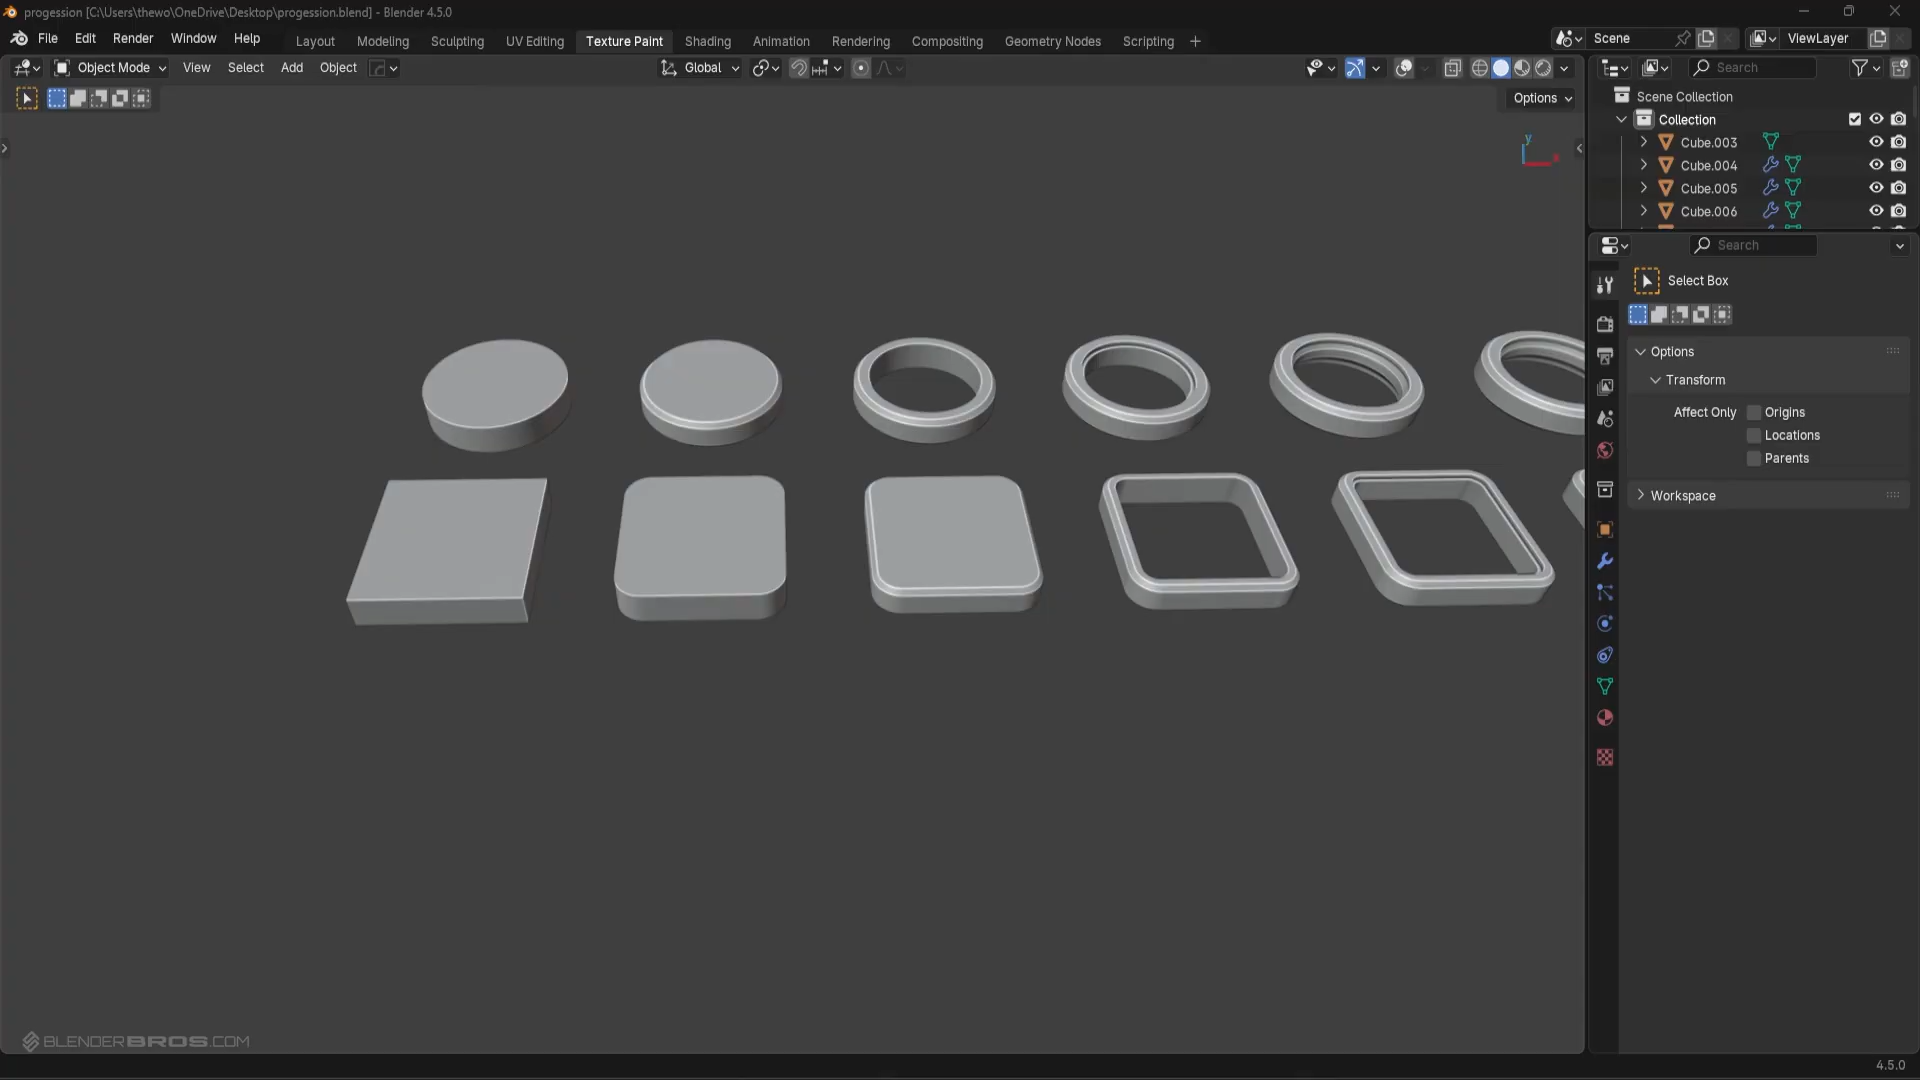 progession [C:\Users\thewo\OneDrive\Desktop\progession.blend] - Blender 4.5.0
File Edit Render Window Help Layout Modeling Sculpting UV Editing Texture Paint Shading Animation Rendering Compositing Geometry Nodes Scripting + Scene ViewLayer
Object Mode View Select Add Object Global Search
Options
Scene Collection
Collection
Cube.003
Cube.004
Cube.005
Cube.006
y
x
Search
Select Box
Options
Transform
Affect Only Origins
Locations
Parents
Workspace
BLENDERBROS.COM
4.5.0